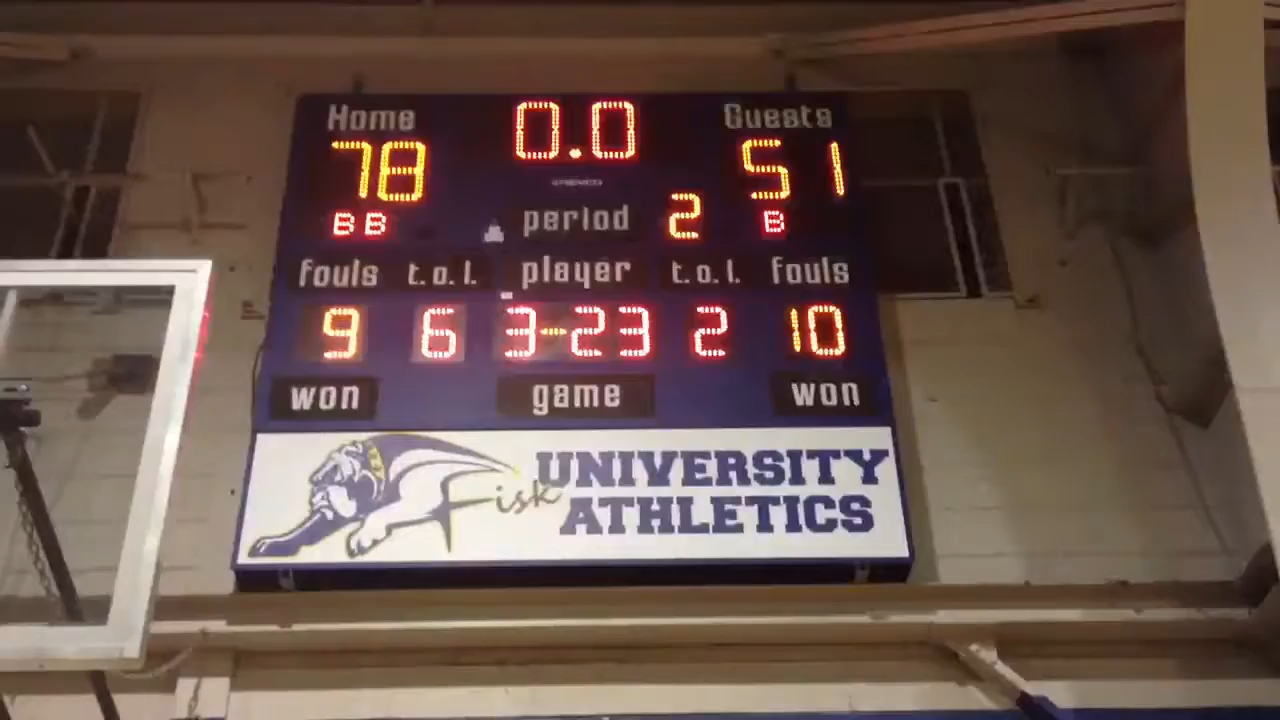 Home 0.0 Guests
78 51
BB period 2 B
fouls t.o.l. player t.o.l. fouls
9 6 3-23 2 10
won game won
Fisk UNIVERSITY
ATHLETICS